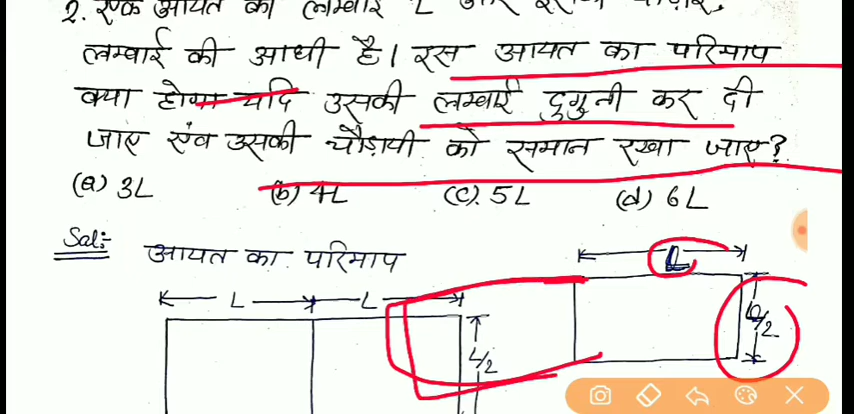 2. एक आयत की लम्बाई L और इसकी चौड़ाई,
लम्बाई की आधी है। इस आयत का परिमाप
क्या होगा यदि उसकी लम्बाई दुगुनी कर दी
जाए एंव उसकी चौड़ायी को समान रखा जाए?
(a) 3L (b) 4L (c). 5L (d) 6L
Sol:- आयत का परिमाप
L
L L
L/2
L/2